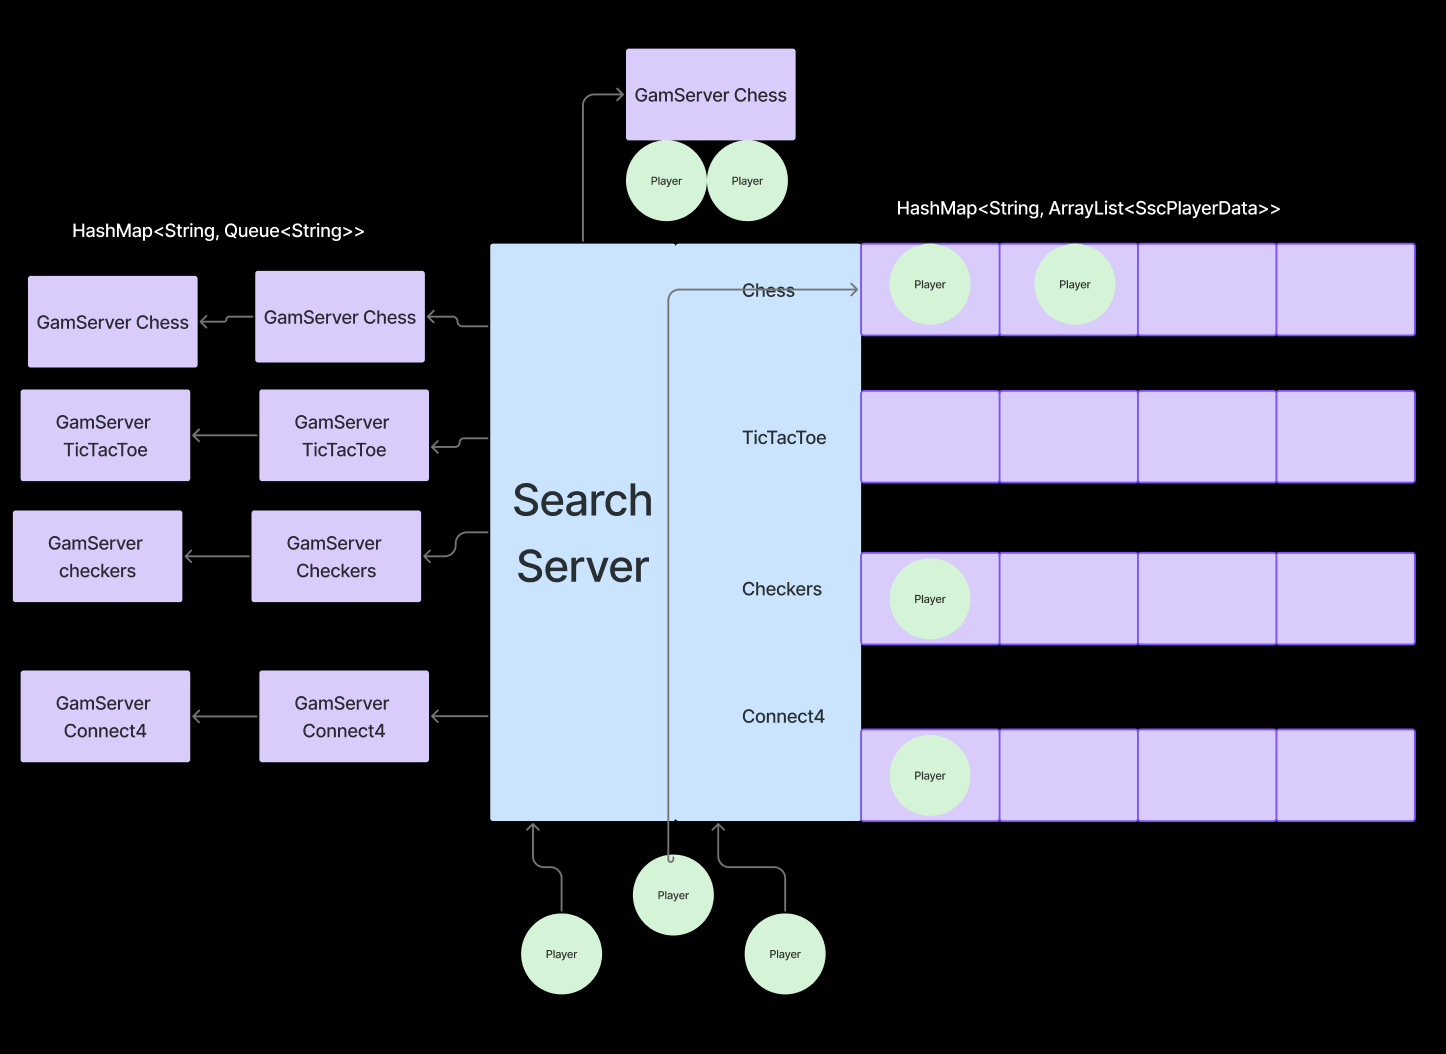 GamServer Chess
Player
Player
HashMap<String, ArrayList<SscPlayerData>>
HashMap<String, Queue<String>>
GamServer Chess
GamServer Chess
GamServer
TicTacToe
GamServer
TicTacToe
GamServer
checkers
GamServer
Checkers
GamServer
Connect4
GamServer
Connect4
Search
Server
Chess
TicTacToe
Checkers
Connect4
Player
Player
Player
Player
Player
Player
Player